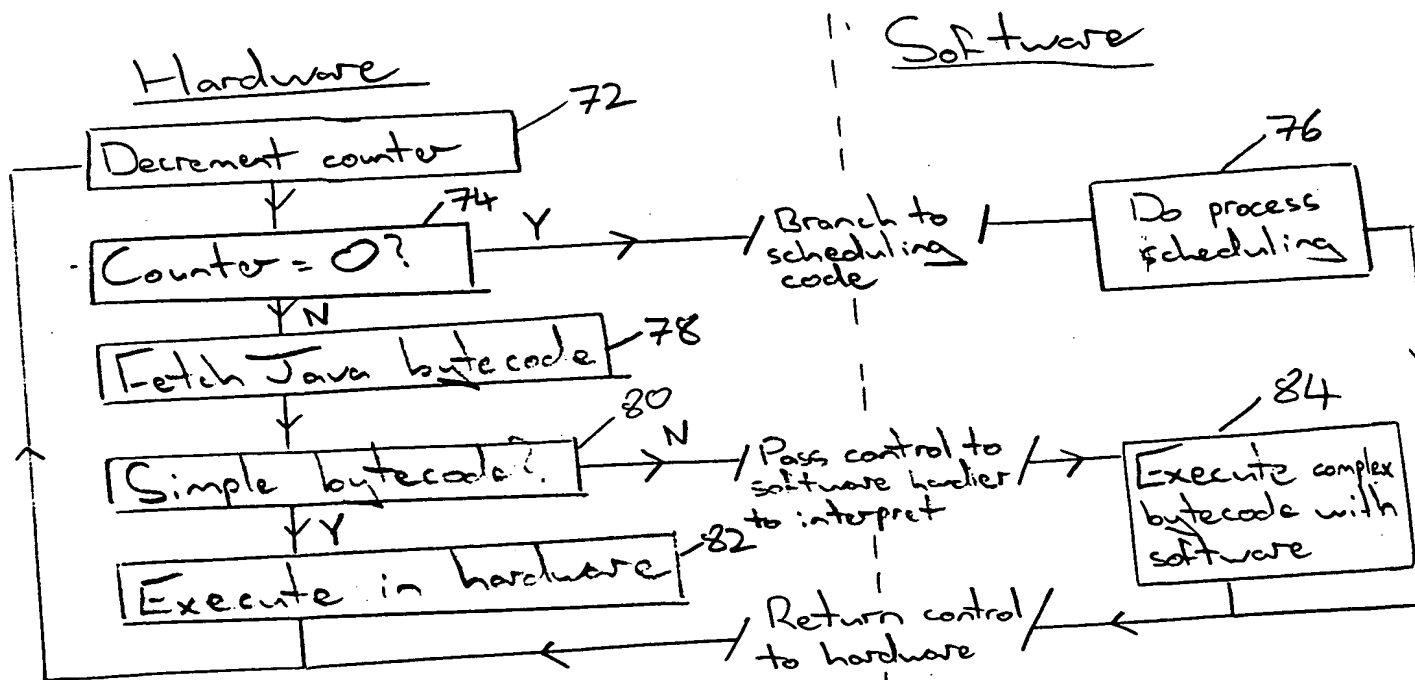 Hardware
Software
72
Decrement counter
76
74
Counter = 0?
Y
Branch to
scheduling
code
Do process
scheduling
N
78
Fetch Java bytecode
80
Simple bytecode?
N
Pass control to
software handler
to interpret
84
Execute complex
bytecode with
software
Y
82
Execute in hardware
Return control
to hardware